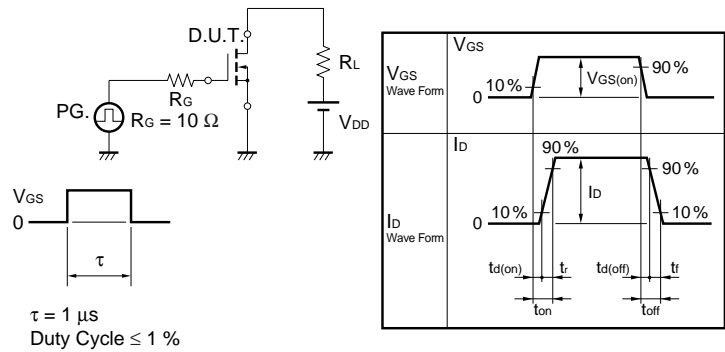 D.U.T.
RL
RG
PG.
RG = 10 Ω
VDD
VGS
0
τ
τ = 1 μs
Duty Cycle ≤ 1 %
VGS
Wave Form
VGS
10 %
VGS(on)
90 %
0
ID
Wave Form
ID
90 %
90 %
10 %
ID
10 %
0
td(on)
tr
td(off)
tf
ton
toff